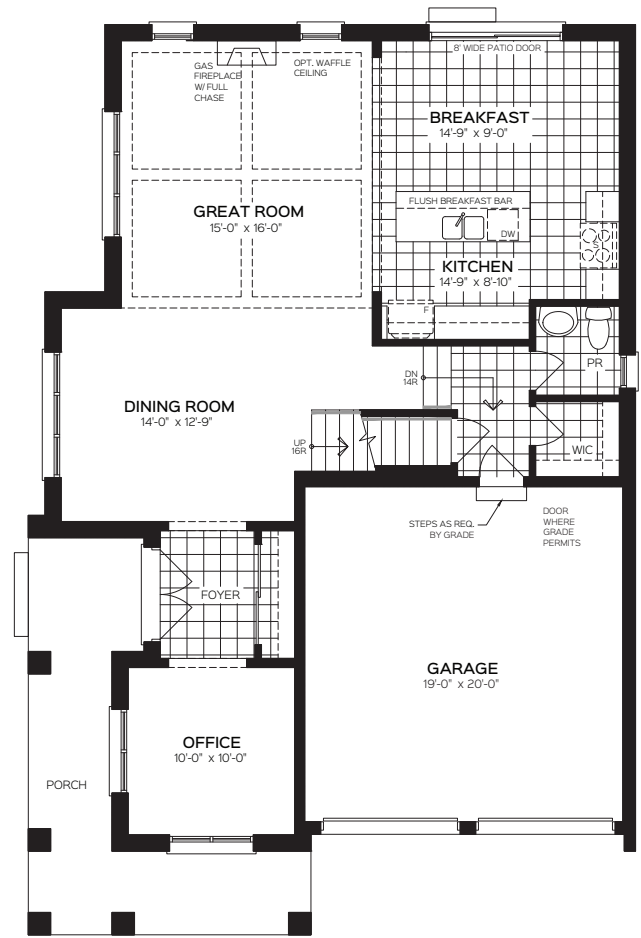 8' WIDE PATIO DOOR
GAS
FIREPLACE
W/ FULL
CHASE
OPT. WAFFLE
CEILING
BREAKFAST
14'-9" x 9'-0"
FLUSH BREAKFAST BAR
DW
S
GREAT ROOM
15'-0" x 16'-0"
KITCHEN
14'-9" x 8'-10"
F
PR
DN
14R
DINING ROOM
14'-0" x 12'-9"
UP
16R
WIC
STEPS AS REQ.
BY GRADE
DOOR
WHERE
GRADE
PERMITS
FOYER
GARAGE
19'-0" x 20'-0"
OFFICE
10'-0" x 10'-0"
PORCH